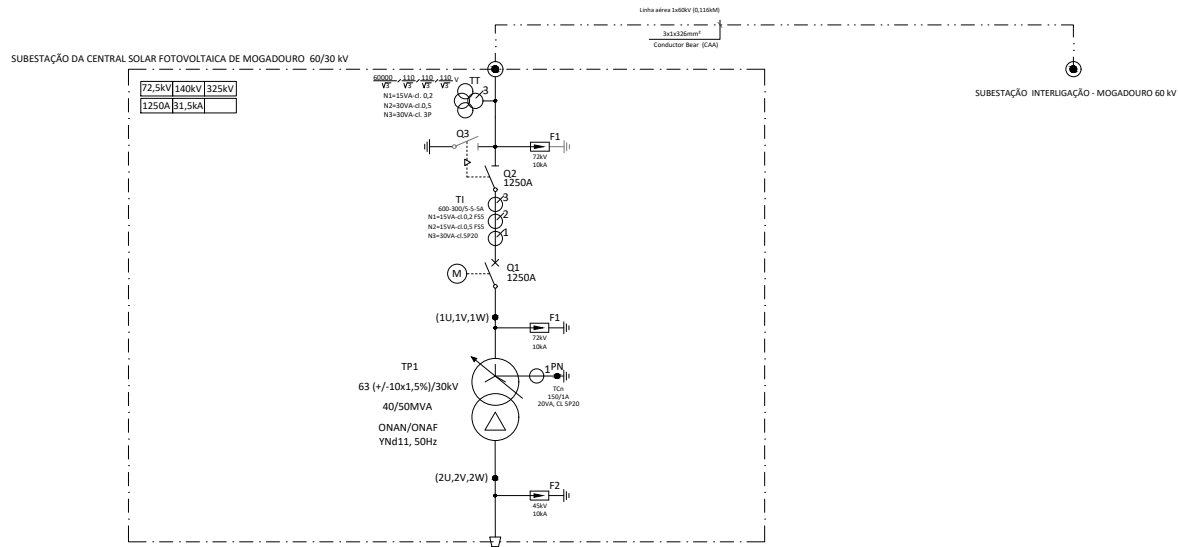 Linha aérea 1x60kV (0,116kM)
3x1x326mm²
Conductor Bear (CAA)
SUBESTAÇÃO DA CENTRAL SOLAR FOTOVOLTAICA DE MOGADOURO 60/30 kV
SUBESTAÇÃO INTERLIGAÇÃO - MOGADOURO 60 kV
72,5kV 140kV 325kV
1250A 31,5kA
60000/√3 / 110/√3 / 110/√3 / 110/√3 V
TT
3
N1=15VA-cl. 0,2
N2=30VA-cl.0,5
N3=30VA-cl. 3P
Q3
F1
72kV
10kA
Q2
1250A
TI
600-300/5-5-5A
N1=15VA-cl.0,2 FS5
N2=15VA-cl.0,5 FS5
N3=30VA-cl.5P20
3
2
1
M
Q1
1250A
(1U,1V,1W)
F1
72kV
10kA
TP1
63 (+/-10x1,5%)/30kV
40/50MVA
ONAN/ONAF
YNd11, 50Hz
1
PN
TCn
150/1A
20VA, CL 5P20
(2U,2V,2W)
F2
45kV
10kA